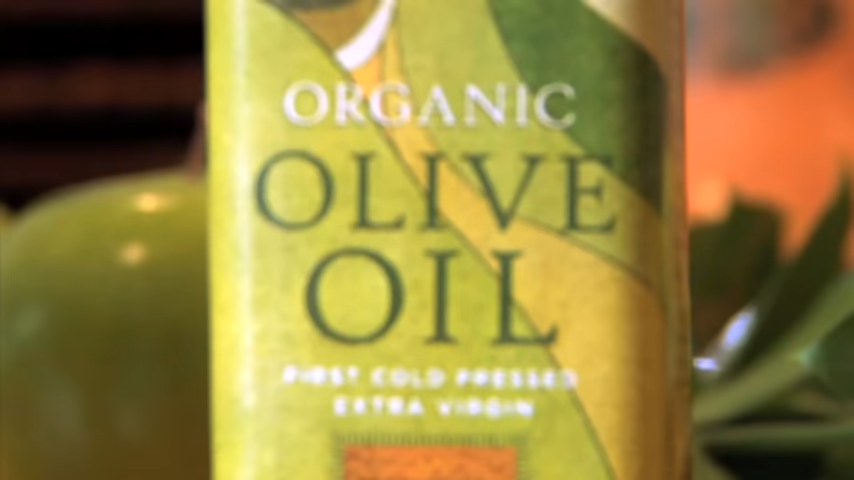 ORGANIC
OLIVE
OIL
FIRST COLD PRESSED
EXTRA VIRGIN